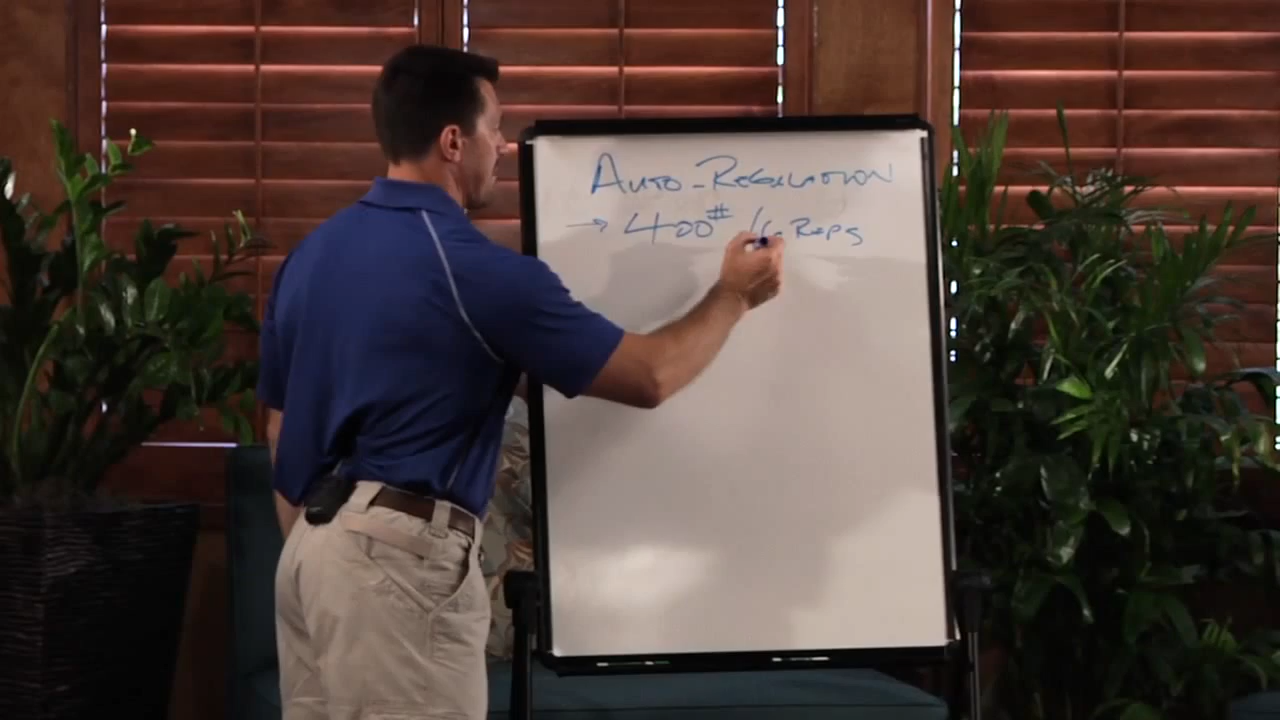 AUTO-REGULATION
→ 400# /6 REPS